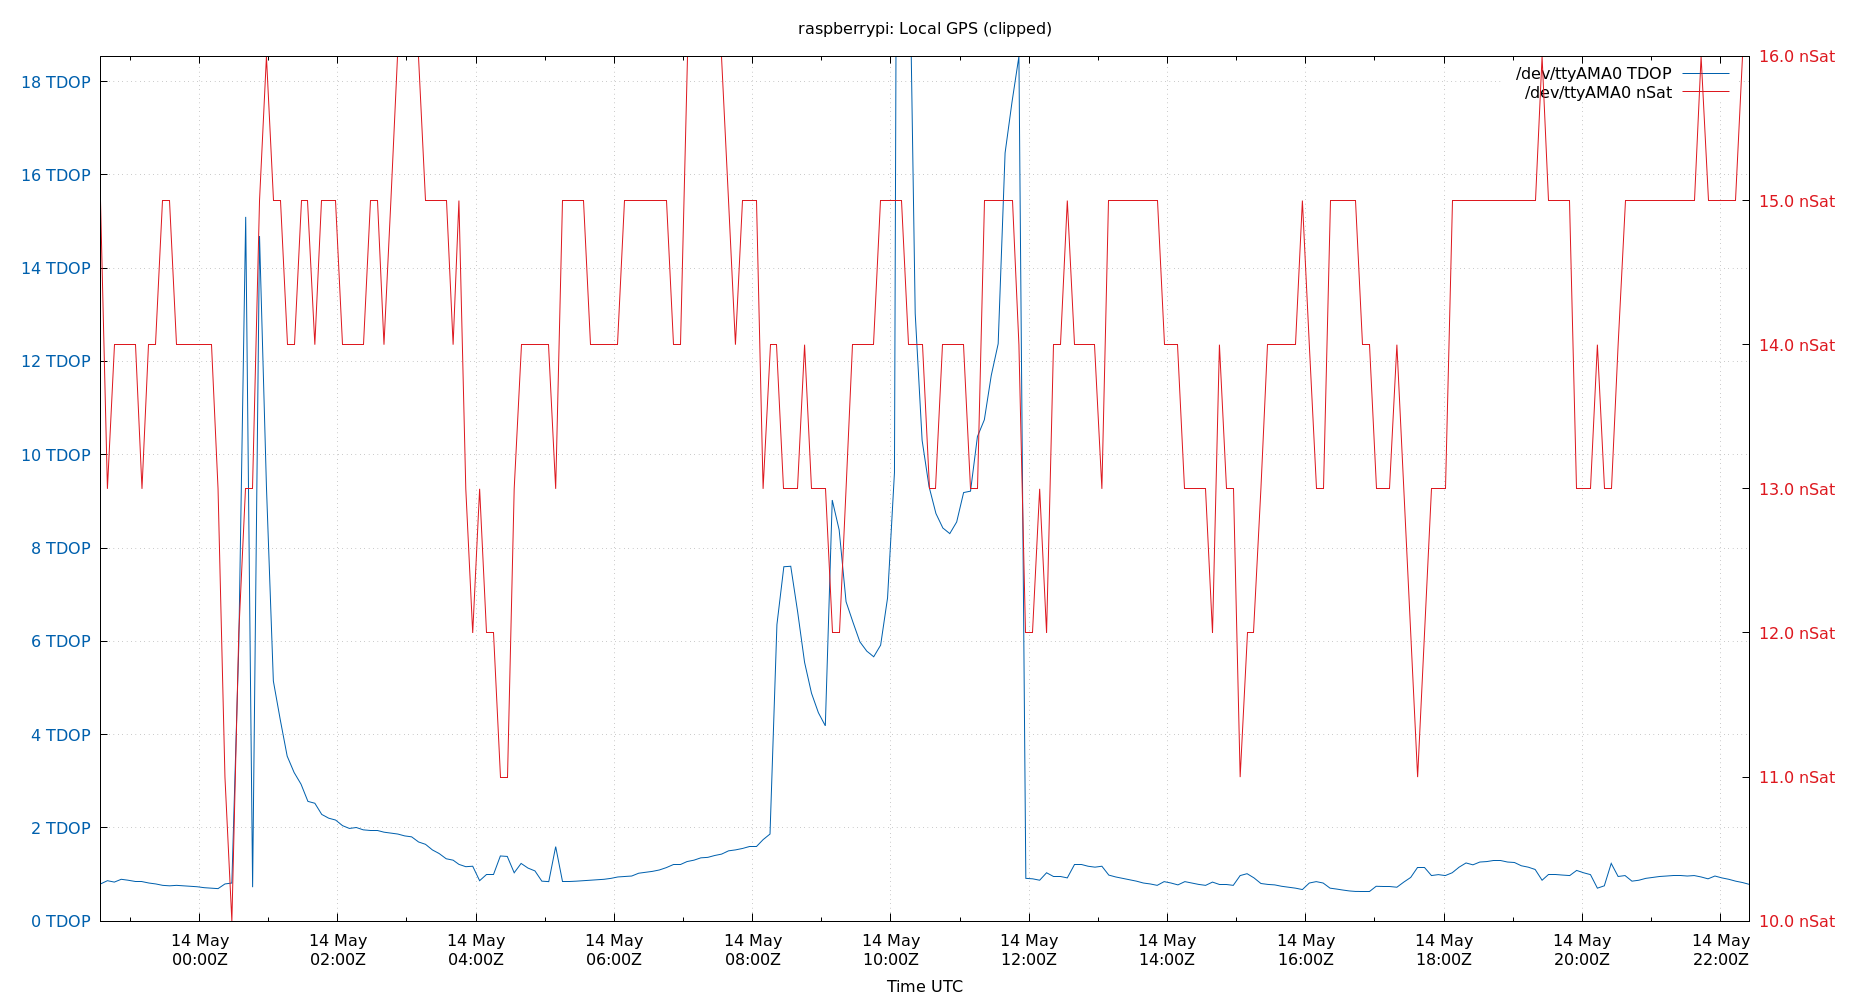 raspberrypi: Local GPS (clipped)
18 TDOP
16 TDOP
14 TDOP
12 TDOP
10 TDOP
8 TDOP
6 TDOP
4 TDOP
2 TDOP
0 TDOP
/dev/ttyAMA0 TDOP
/dev/ttyAMA0 nSat
16.0 nSat
15.0 nSat
14.0 nSat
13.0 nSat
12.0 nSat
11.0 nSat
10.0 nSat
14 May 14 May 14 May 14 May 14 May 14 May 14 May 14 May 14 May 14 May 14 May 14 May
00:00Z 02:00Z 04:00Z 06:00Z 08:00Z 10:00Z 12:00Z 14:00Z 16:00Z 18:00Z 20:00Z 22:00Z
Time UTC